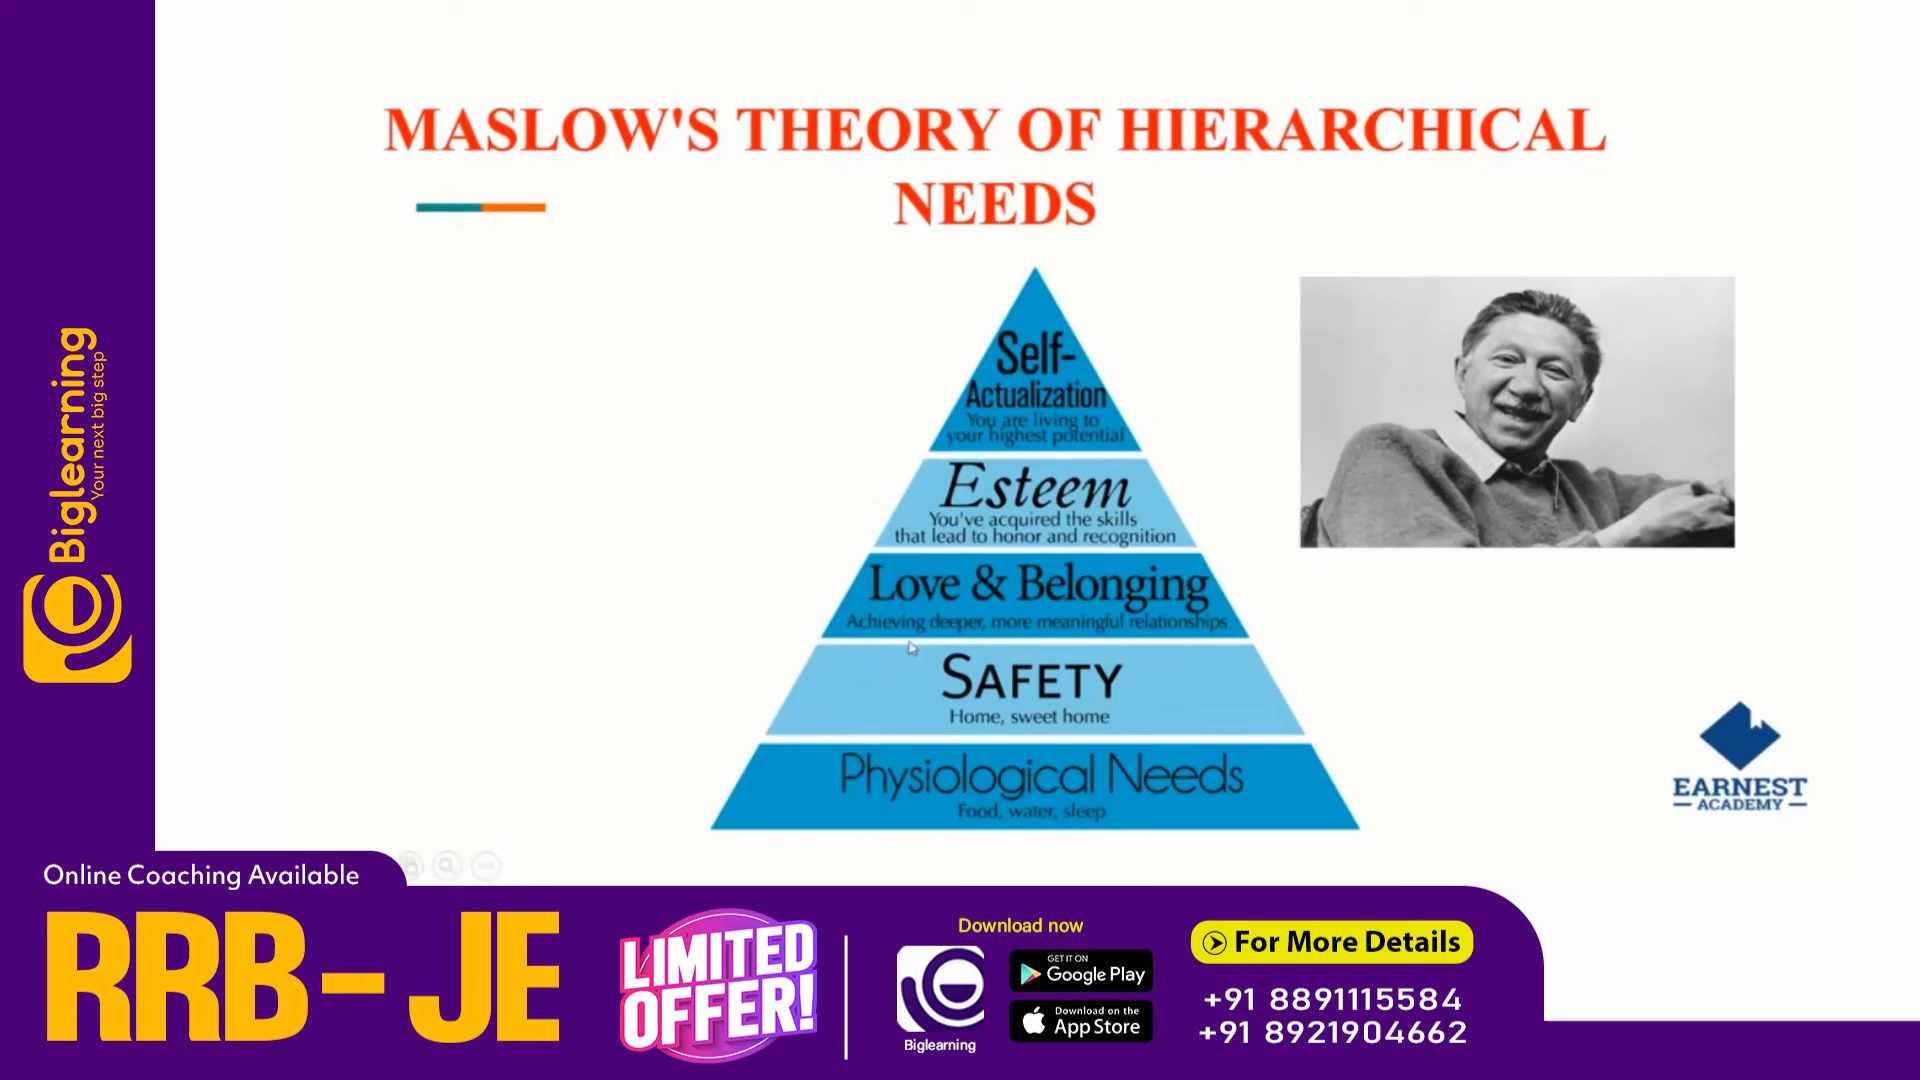 MASLOW'S THEORY OF HIERARCHICAL
NEEDS
Self-
Actualization
You are living to
your highest potential
Esteem
You've acquired the skills
that lead to honor and recognition
Love & Belonging
Achieving deeper, more meaningful relationships
SAFETY
Home, sweet home
Physiological Needs
Food, water, sleep
EARNEST
ACADEMY
Biglearning
Your next big step
Online Coaching Available
RRB-JE
LIMITED
OFFER!
Download now
Biglearning
GET IT ON
Google Play
Download on the
App Store
For More Details
+91 8891115584
+91 8921904662